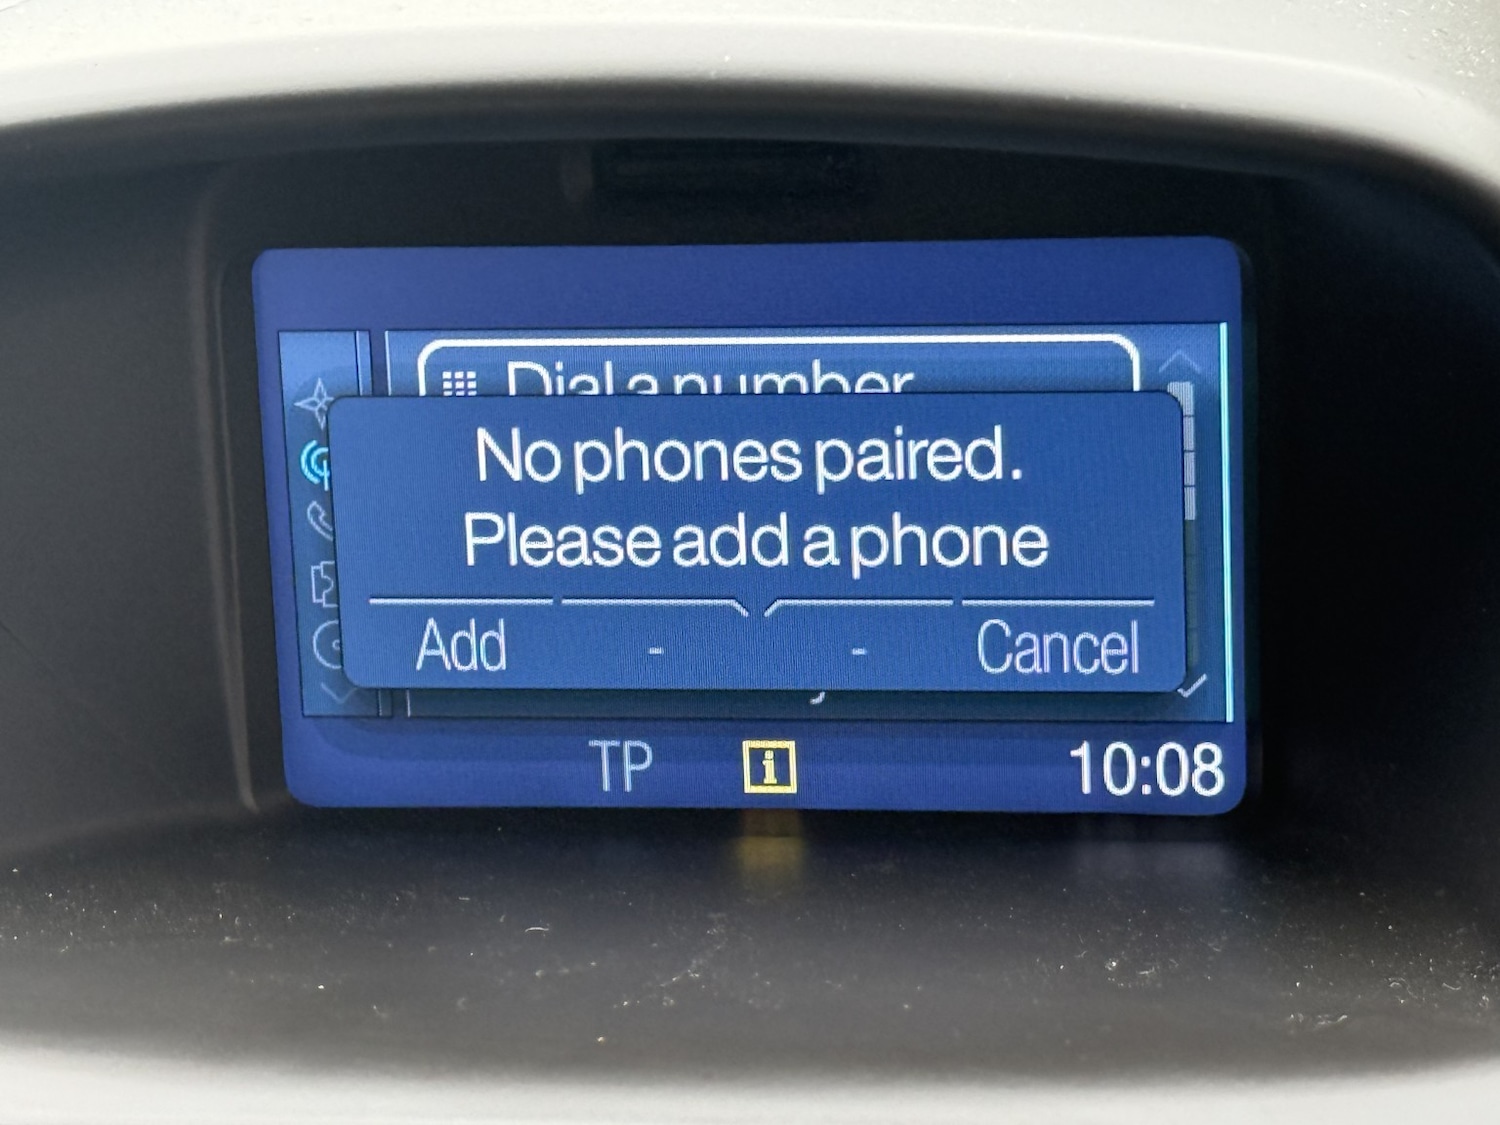 Dial a number
No phones paired.
Please add a phone
Add - - Cancel
TP i 10:08